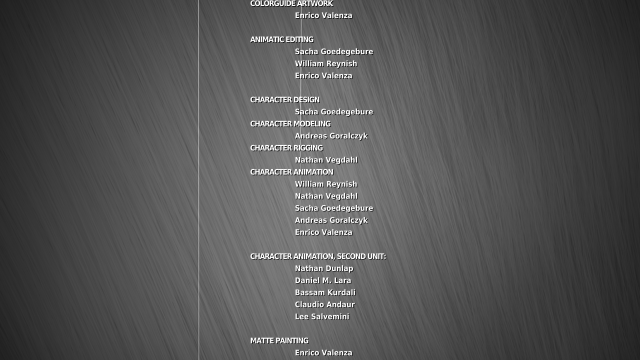 COLORGUIDE ARTWORK
Enrico Valenza
ANIMATIC EDITING
Sacha Goedegebure
William Reynish
Enrico Valenza
CHARACTER DESIGN
Sacha Goedegebure
CHARACTER MODELING
Andreas Goralczyk
CHARACTER RIGGING
Nathan Vegdahl
CHARACTER ANIMATION
William Reynish
Nathan Vegdahl
Sacha Goedegebure
Andreas Goralczyk
Enrico Valenza
CHARACTER ANIMATION, SECOND UNIT:
Nathan Dunlap
Daniel M. Lara
Bassam Kurdali
Claudio Andaur
Lee Salvemini
MATTE PAINTING
Enrico Valenza